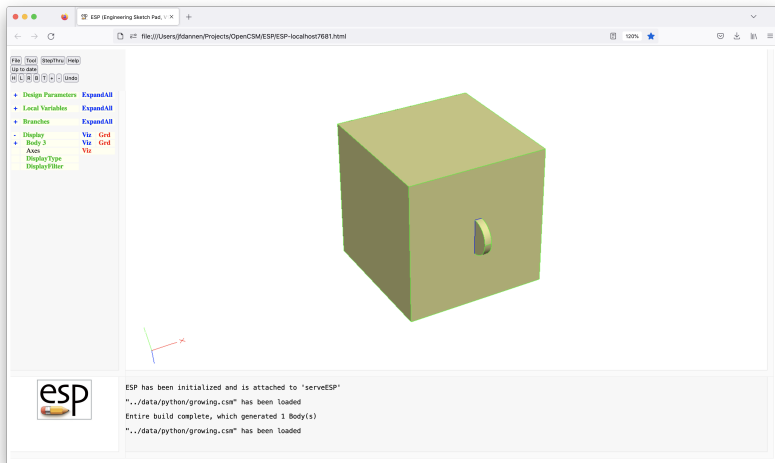 ESP (Engineering Sketch Pad, V
file:///Users/jfdannen/Projects/OpenCSM/ESP/ESP-localhost7681.html
120%
File Tool StepThru Help
Up to date
H L R B T + - Undo
+ Design Parameters ExpandAll
+ Local Variables ExpandAll
+ Branches ExpandAll
- Display Viz Grd
+ Body 3 Viz Grd
Axes Viz
DisplayType
DisplayFilter
esp
ESP has been initialized and is attached to 'serveESP'
"../data/python/growing.csm" has been loaded
Entire build complete, which generated 1 Body(s)
"../data/python/growing.csm" has been loaded